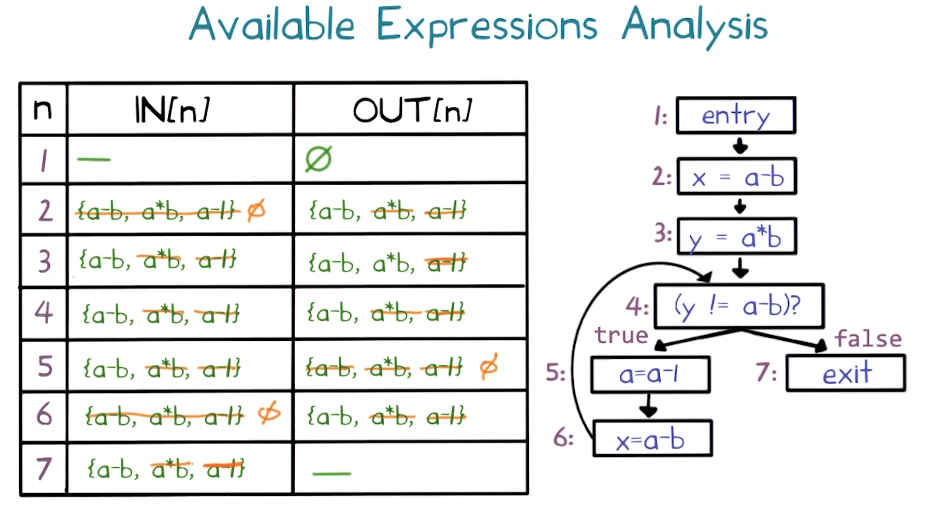 Available Expressions Analysis
n IN[n] OUT[n]
1 — ∅
2 {a-b, a*b, a-1} ∅ {a-b, a*b, a-1}
3 {a-b, a*b, a-1} {a-b, a*b, a-1}
4 {a-b, a*b, a-1} {a-b, a*b, a-1}
5 {a-b, a*b, a-1} {a-b, a*b, a-1} ∅
6 {a-b, a*b, a-1} ∅ {a-b, a*b, a-1}
7 {a-b, a*b, a-1} —
1: entry
2: x = a-b
3: y = a*b
4: (y != a-b)?
true false
5: a=a-1 7: exit
6: x=a-b